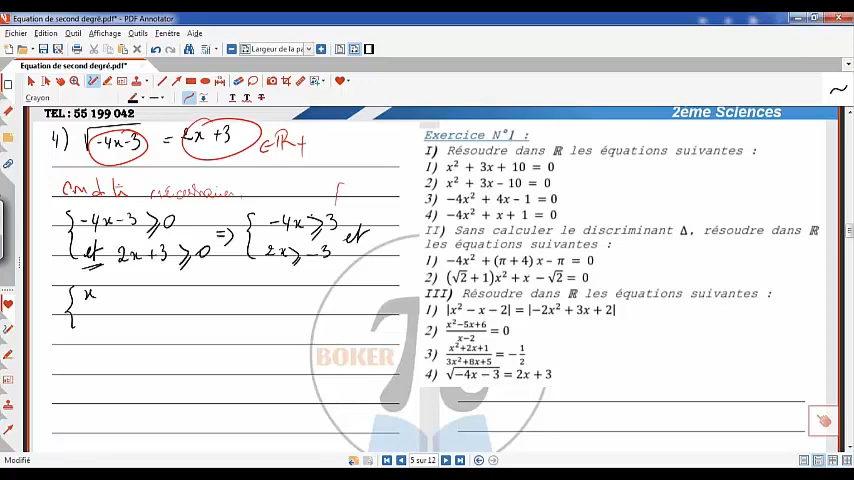 Equation de second degré.pdf* - PDF Annotator
Fichier Edition Outil Affichage Outils Fenêtre Aide
Largeur de la pa
Equation de second degré.pdf*
Crayon
TEL : 55 199 042
2eme Sciences
4) √-4x-3 = 2x+3 ∈ℝ+
{ -4x-3 ⩾ 0 => { -4x ⩾ 3 et
et 2x+3 ⩾ 0 2x ⩾ -3
{ x
Exercice N°1 :
I) Résoudre dans ℝ les équations suivantes :
1) x² + 3x + 10 = 0
2) x² + 3x - 10 = 0
3) -4x² + 4x - 1 = 0
4) -4x² + x + 1 = 0
II) Sans calculer le discriminant Δ, résoudre dans ℝ
les équations suivantes :
1) -4x² + (π + 4) x - π = 0
2) (√2 + 1)x² + x - √2 = 0
III) Résoudre dans ℝ les équations suivantes :
1) |x² - x - 2| = |-2x² + 3x + 2|
2) (x²-5x+6)/(x-2) = 0
3) (x²+2x+1)/(3x²+8x+5) = -1/2
4) √-4x - 3 = 2x + 3
BOKER
Modifié
5 sur 12